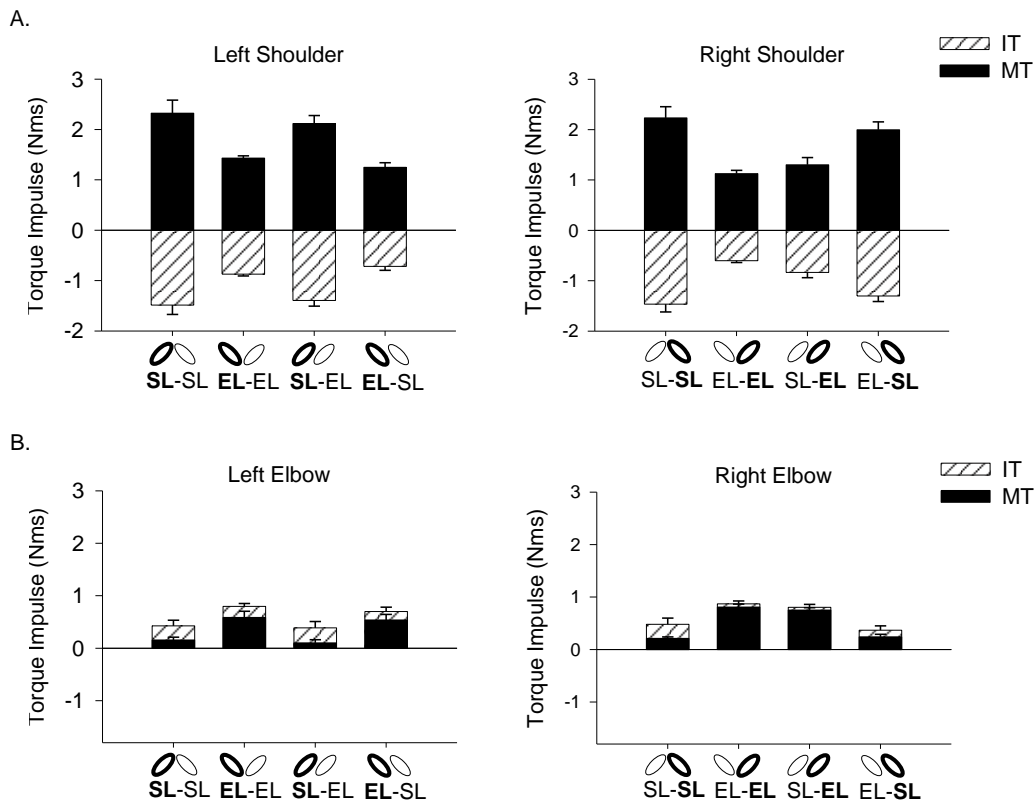 A.
Left Shoulder
Right Shoulder
IT
MT
Torque Impulse (Nms)
3
2
1
0
-1
-2
SL-SL EL-EL SL-EL EL-SL
Torque Impulse (Nms)
3
2
1
0
-1
-2
SL-SL EL-EL SL-EL EL-SL
B.
Left Elbow
Right Elbow
IT
MT
Torque Impulse (Nms)
3
2
1
0
-1
SL-SL EL-EL SL-EL EL-SL
Torque Impulse (Nms)
3
2
1
0
-1
SL-SL EL-EL SL-EL EL-SL